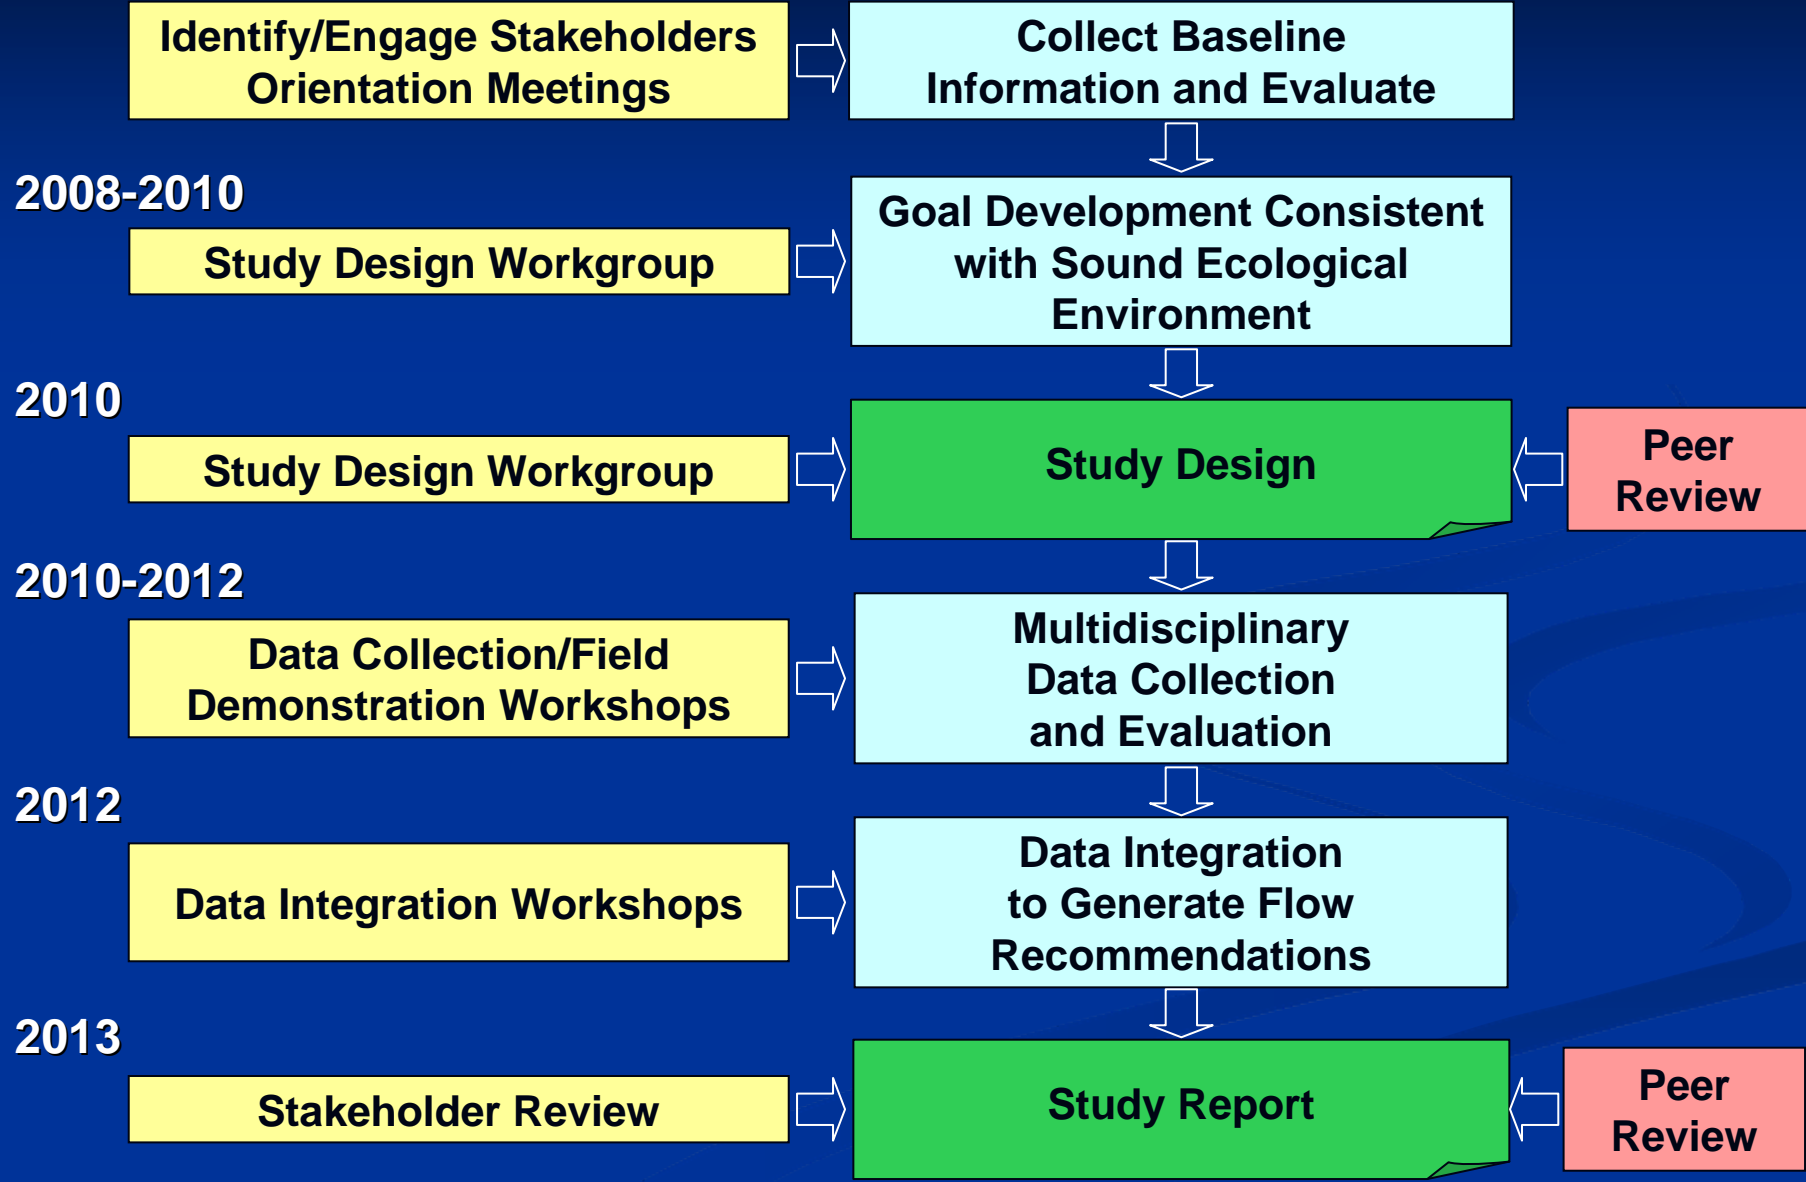 Identify/Engage Stakeholders
Orientation Meetings
Collect Baseline
Information and Evaluate
2008-2010
Study Design Workgroup
Goal Development Consistent
with Sound Ecological
Environment
2010
Study Design Workgroup
Study Design
Peer
Review
2010-2012
Data Collection/Field
Demonstration Workshops
Multidisciplinary
Data Collection
and Evaluation
2012
Data Integration Workshops
Data Integration
to Generate Flow
Recommendations
2013
Stakeholder Review
Study Report
Peer
Review